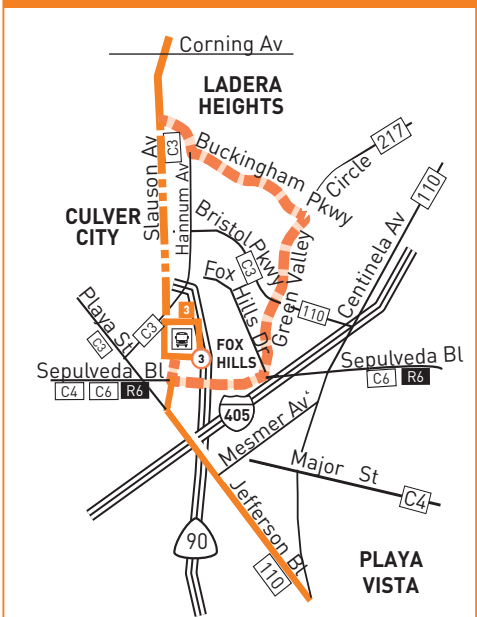 Corning Av
LADERA
HEIGHTS
217
C3
Buckingham Pkwy
Circle
110
Slauson Av
Hannum Av
CULVER
CITY
Bristol Pkwy
C3
Fox
Hills Dr
Green Valley
Centinela Av
110
Playa St
C3
C3
3
3
FOX
HILLS
Sepulveda Bl
C4 C6 R6
Sepulveda Bl
C6 R6
405
Mesmer Av
Major St
C4
Jefferson Bl
90
110
PLAYA
VISTA